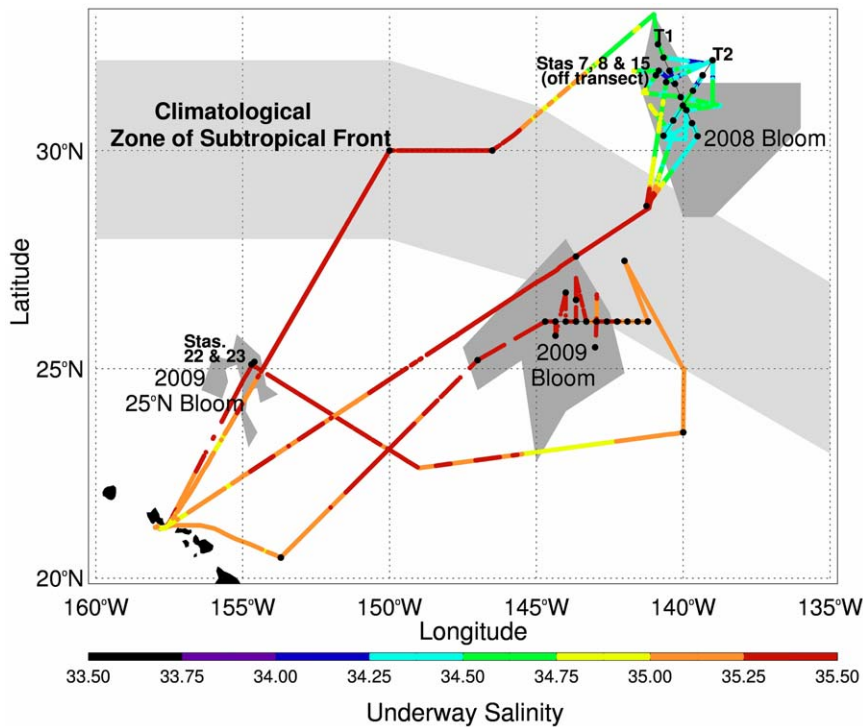 T1
T2
Stas 7, 8 & 15
(off transect)
Climatological
Zone of Subtropical Front
2008 Bloom
30°N
Latitude
Stas.
22 & 23
2009
25°N Bloom
2009
Bloom
25°N
20°N
160°W 155°W 150°W 145°W 140°W 135°W
Longitude
33.50 33.75 34.00 34.25 34.50 34.75 35.00 35.25 35.50
Underway Salinity